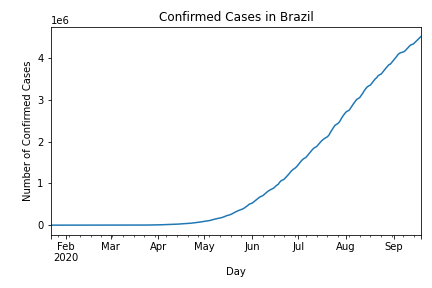 Confirmed Cases in Brazil
1e6
Number of Confirmed Cases
4
3
2
1
0
Feb Mar Apr May Jun Jul Aug Sep
2020
Day